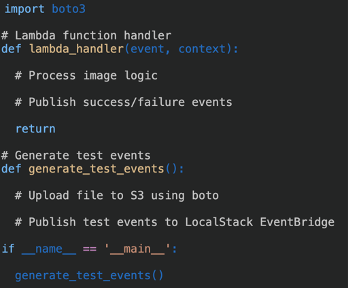 import boto3
# Lambda function handler
def lambda_handler(event, context):
# Process image logic
# Publish success/failure events
return
# Generate test events
def generate_test_events():
# Upload file to S3 using boto
# Publish test events to LocalStack EventBridge
if __name__ == '__main__':
generate_test_events()